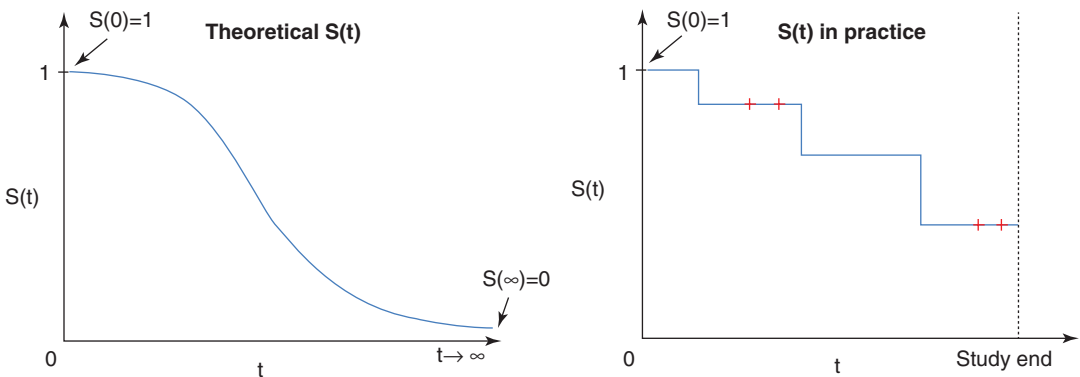 S(0)=1
Theoretical S(t)
1
S(t)
S(∞)=0
0
t
t→ ∞
S(0)=1
S(t) in practice
1
S(t)
0
t
Study end